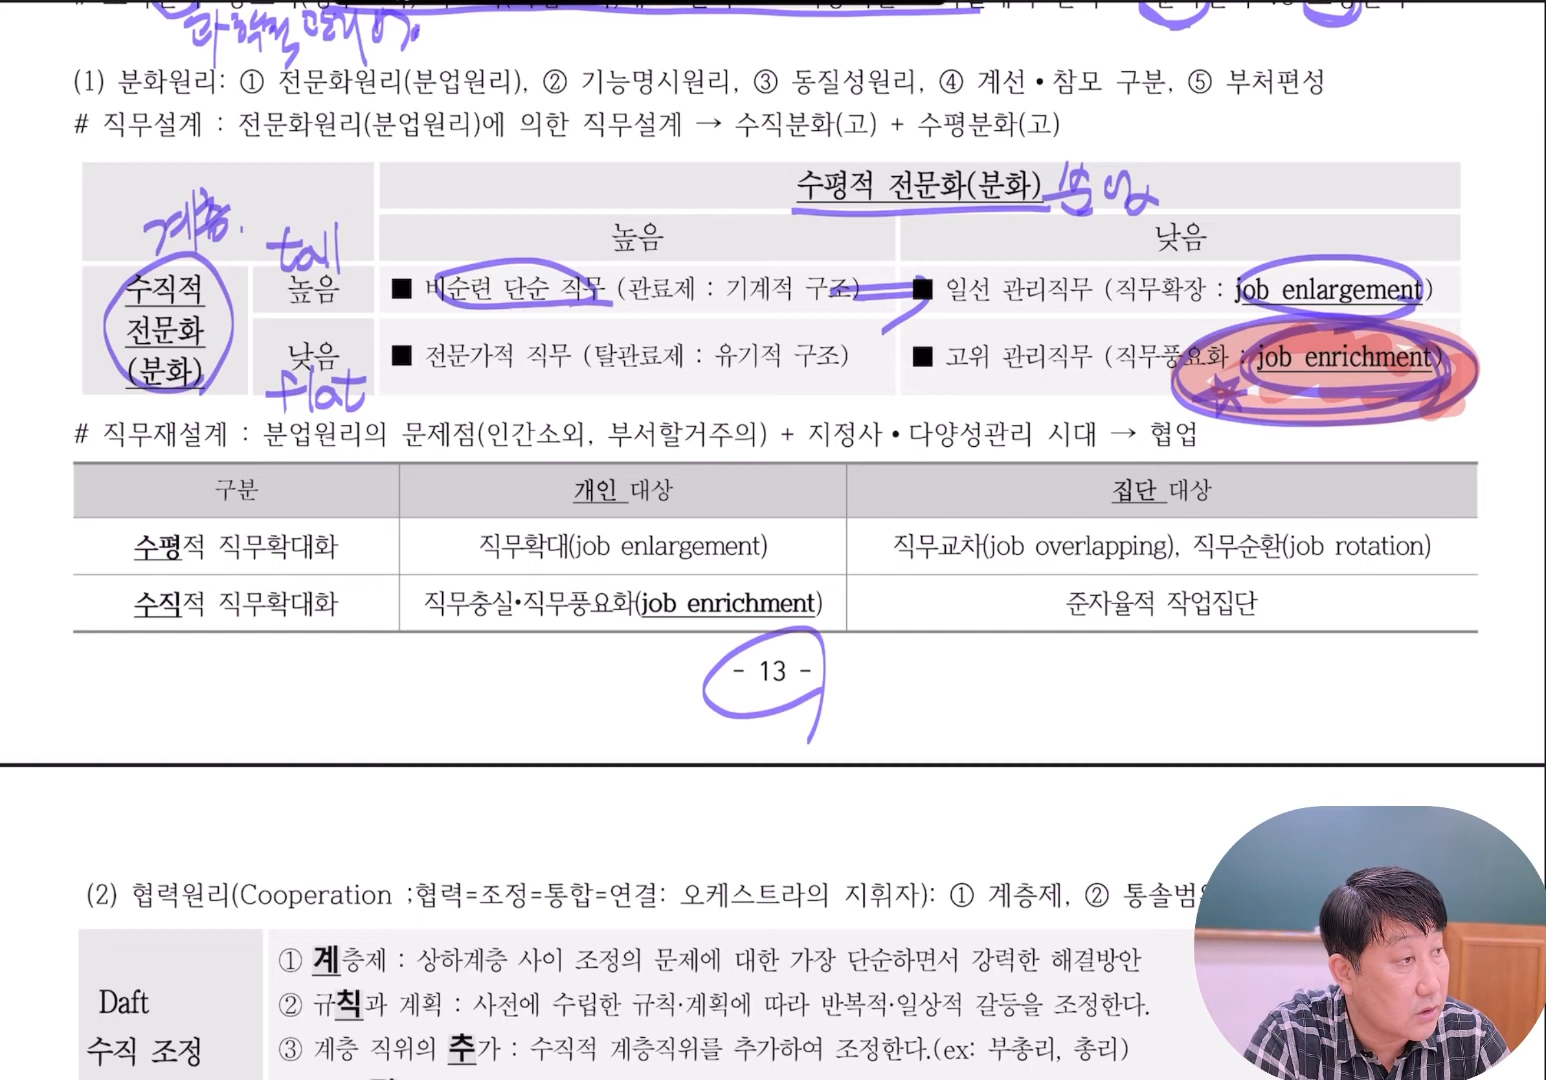 과학적 관리
(1) 분화원리: ① 전문화원리(분업원리), ② 기능명시원리, ③ 동질성원리, ④ 계선•참모 구분, ⑤ 부처편성
# 직무설계 : 전문화원리(분업원리)에 의한 직무설계 → 수직분화(고) + 수평분화(고)
수평적 전문화(분화) 분업
높음 낮음
계층 tall
수직적 전문화 (분화)
높음 ■ 비순련 단순 직무 (관료제 : 기계적 구조) ■ 일선 관리직무 (직무확장 : job enlargement)
낮음 ■ 전문가적 직무 (탈관료제 : 유기적 구조) ■ 고위 관리직무 (직무풍요화 : job enrichment)
flat
# 직무재설계 : 분업원리의 문제점(인간소외, 부서할거주의) + 지정사•다양성관리 시대 → 협업
구분 개인 대상 집단 대상
수평적 직무확대화 직무확대(job enlargement) 직무교차(job overlapping), 직무순환(job rotation)
수직적 직무확대화 직무충실•직무풍요화(job enrichment) 준자율적 작업집단
- 13 -
(2) 협력원리(Cooperation ;협력=조정=통합=연결: 오케스트라의 지휘자): ① 계층제, ② 통솔범
Daft
수직 조정
① 계층제 : 상하계층 사이 조정의 문제에 대한 가장 단순하면서 강력한 해결방안
② 규칙과 계획 : 사전에 수립한 규칙·계획에 따라 반복적·일상적 갈등을 조정한다.
③ 계층 직위의 추가 : 수직적 계층직위를 추가하여 조정한다.(ex: 부총리, 총리)